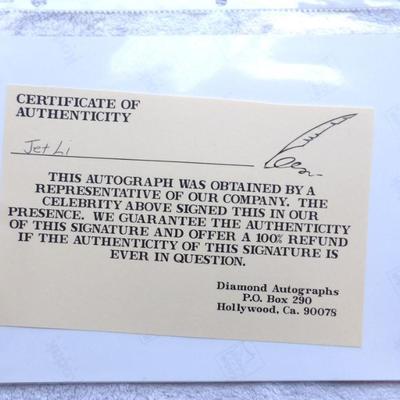 CERTIFICATE OF
AUTHENTICITY
Jet Li
THIS AUTOGRAPH WAS OBTAINED BY A
REPRESENTATIVE OF OUR COMPANY. THE
CELEBRITY ABOVE SIGNED THIS IN OUR
PRESENCE. WE GUARANTEE THE AUTHENTICITY
OF THIS SIGNATURE AND OFFER A 100% REFUND
IF THE AUTHENTICITY OF THIS SIGNATURE IS
EVER IN QUESTION.
Diamond Autographs
P.O. Box 290
Hollywood, Ca. 90078